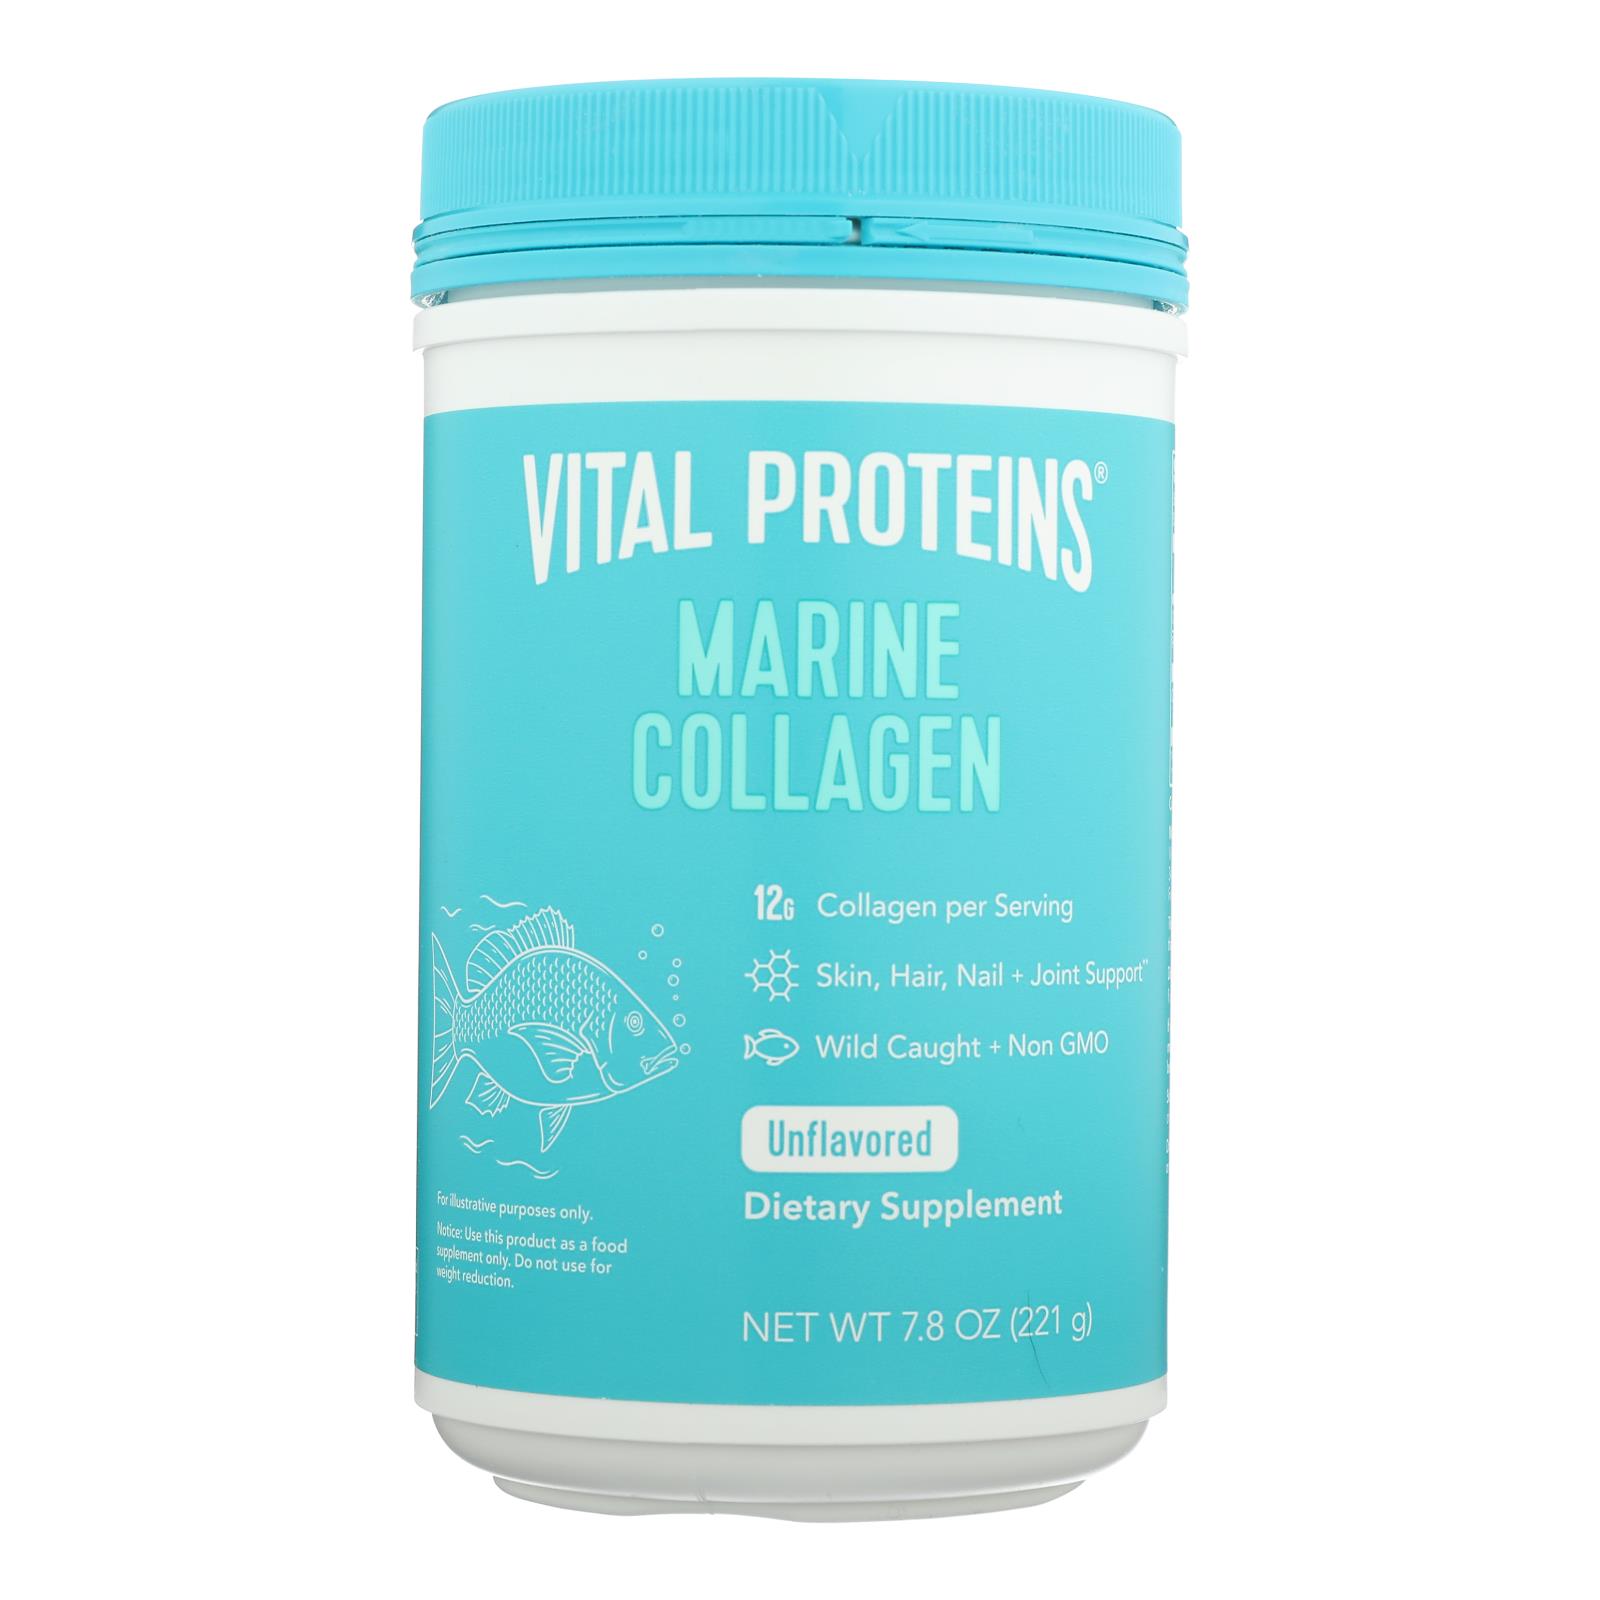 VITAL PROTEINS®
MARINE
COLLAGEN
12G Collagen per Serving
Skin, Hair, Nail + Joint Support**
Wild Caught + Non GMO
Unflavored
Dietary Supplement
For illustrative purposes only.
Notice: Use this product as a food
supplement only. Do not use for
weight reduction.
NET WT 7.8 OZ (221 g)